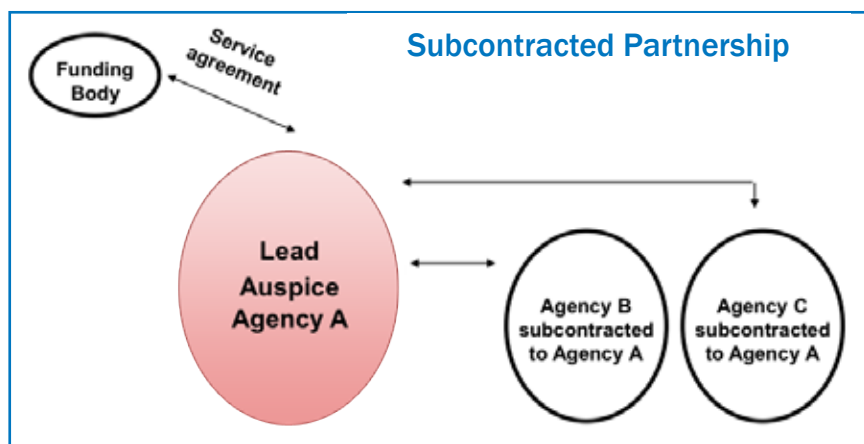 Subcontracted Partnership
Service
agreement
Funding
Body
Lead
Auspice
Agency A
Agency B
subcontracted
to Agency A
Agency C
subcontracted
to Agency A